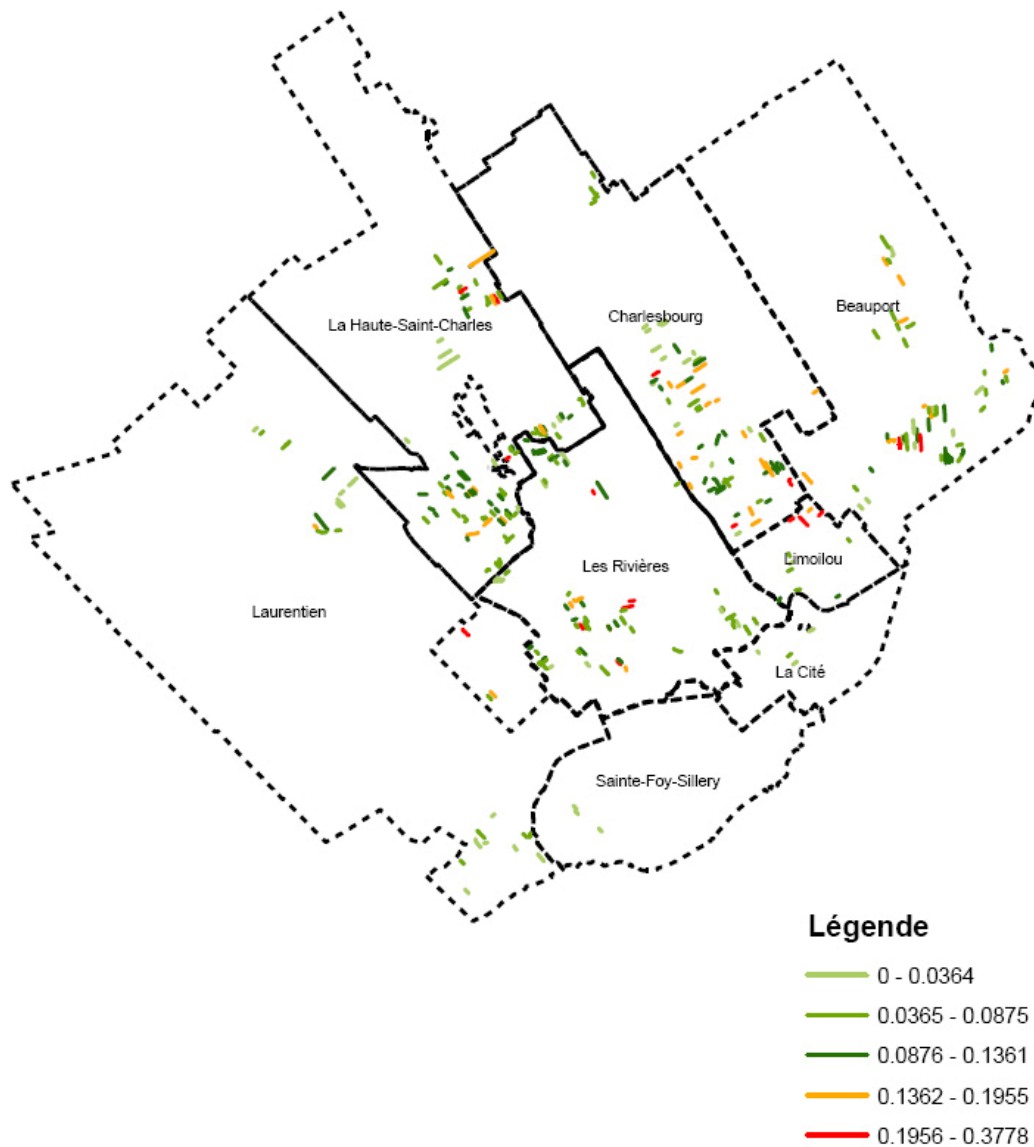 Beauport
Charlesbourg
La Haute-Saint-Charles
Limoilou
Les Rivières
Laurentien
La Cité
Sainte-Foy-Sillery
Légende
0 - 0.0364
0.0365 - 0.0875
0.0876 - 0.1361
0.1362 - 0.1955
0.1956 - 0.3778